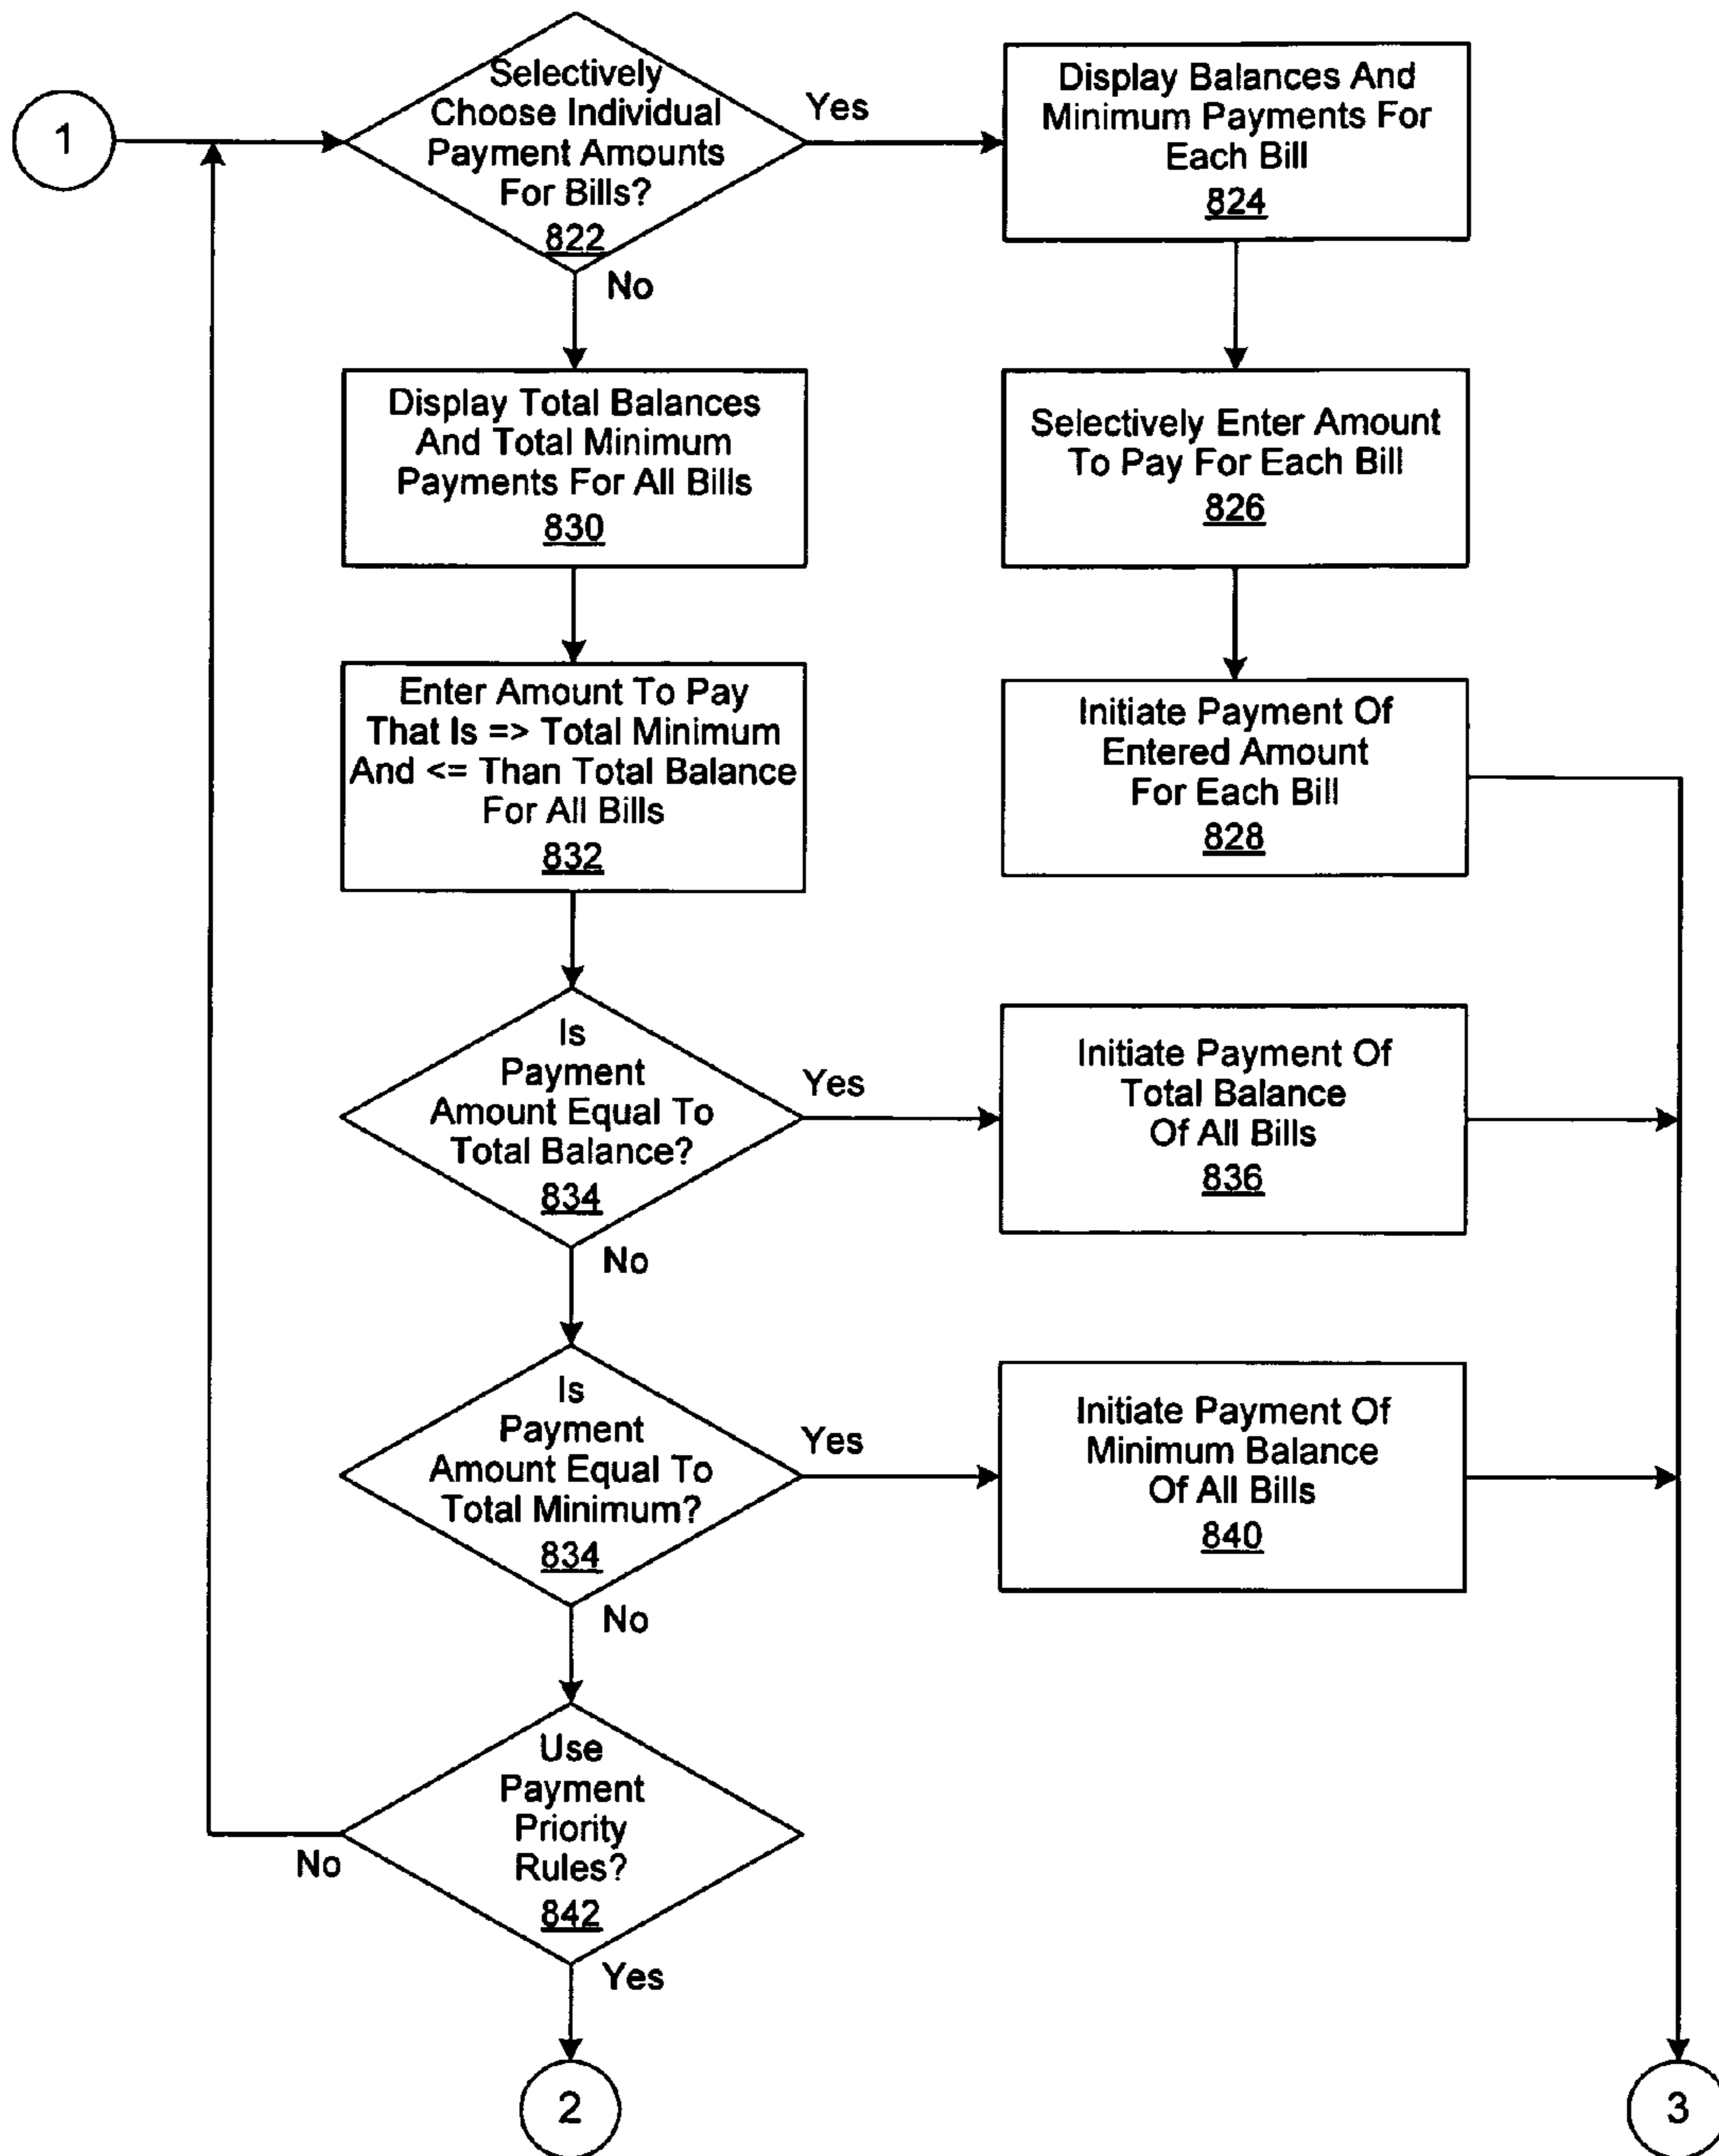 1
Selectively
Choose Individual
Payment Amounts
For Bills?
822
Yes
No
Display Balances And
Minimum Payments For
Each Bill
824
Display Total Balances
And Total Minimum
Payments For All Bills
830
Selectively Enter Amount
To Pay For Each Bill
826
Enter Amount To Pay
That Is => Total Minimum
And <= Than Total Balance
For All Bills
832
Initiate Payment Of
Entered Amount
For Each Bill
828
Is
Payment
Amount Equal To
Total Balance?
834
Yes
No
Initiate Payment Of
Total Balance
Of All Bills
836
Is
Payment
Amount Equal To
Total Minimum?
834
Yes
No
Initiate Payment Of
Minimum Balance
Of All Bills
840
Use
Payment
Priority
Rules?
842
No
Yes
2
3